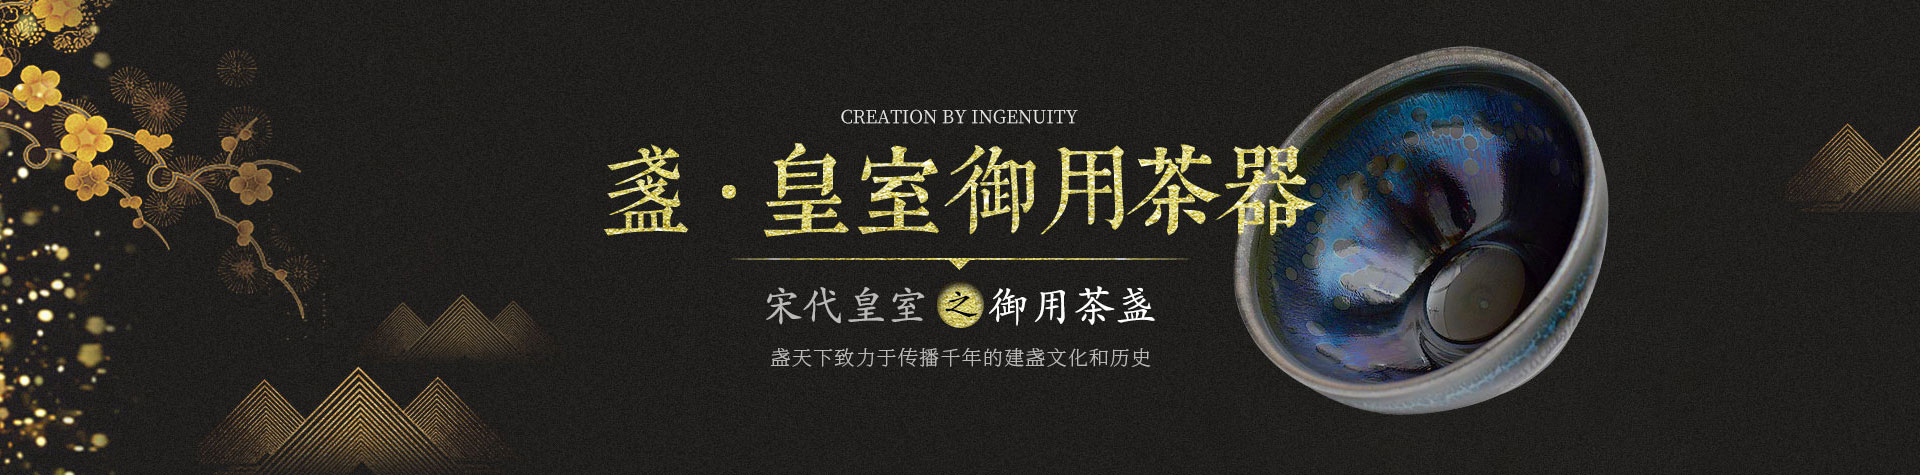 CREATION BY INGENUITY
盏·皇室御用茶器
宋代皇室之御用茶盏
盏天下致力于传播千年的建盏文化和历史